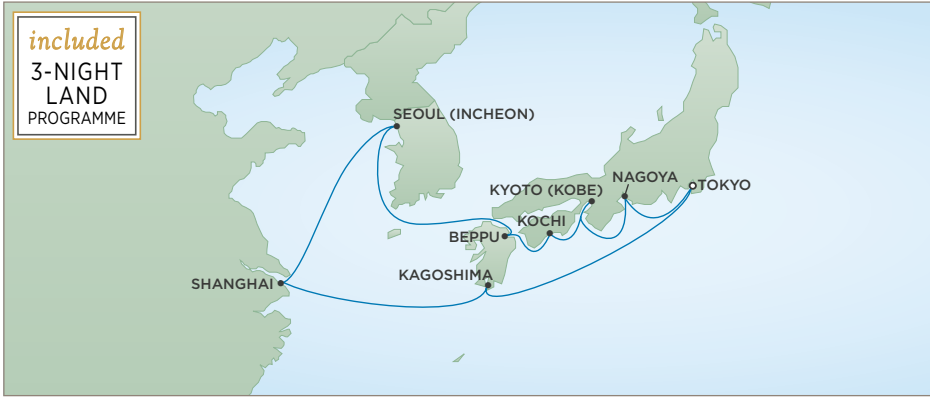 included
3-NIGHT
LAND
PROGRAMME
SEOUL (INCHEON)
NAGOYA
KYOTO (KOBE)
TOKYO
KOCHI
BEPPU
KAGOSHIMA
SHANGHAI